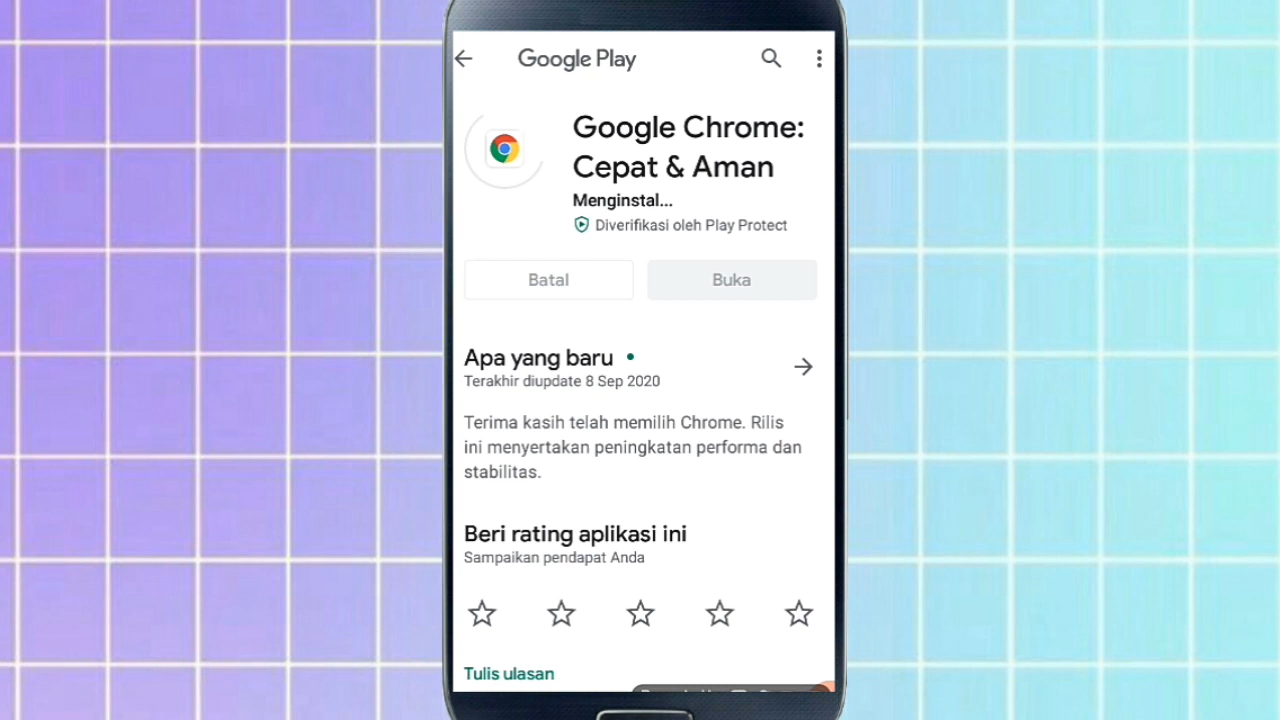 Google Play
Google Chrome:
Cepat & Aman
Menginstal...
Diverifikasi oleh Play Protect
Batal
Buka
Apa yang baru
Terakhir diupdate 8 Sep 2020
Terima kasih telah memilih Chrome. Rilis
ini menyertakan peningkatan performa dan
stabilitas.
Beri rating aplikasi ini
Sampaikan pendapat Anda
Tulis ulasan